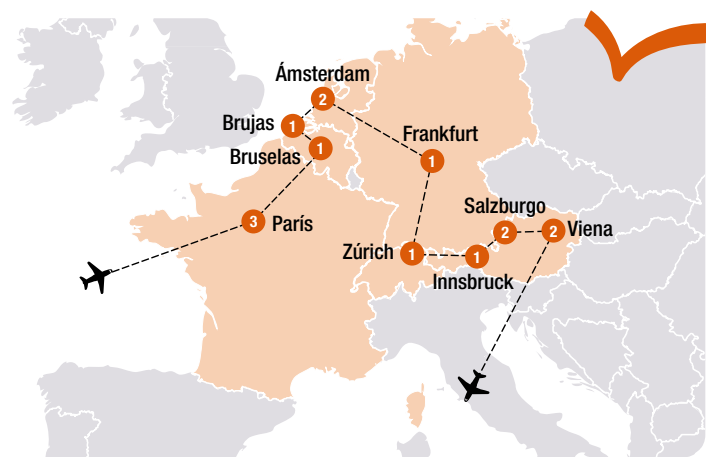 Ámsterdam
2
Brujas
1
Frankfurt
1
Bruselas
1
Salzburgo
2
París
3
Viena
2
Zúrich
1
Innsbruck
1